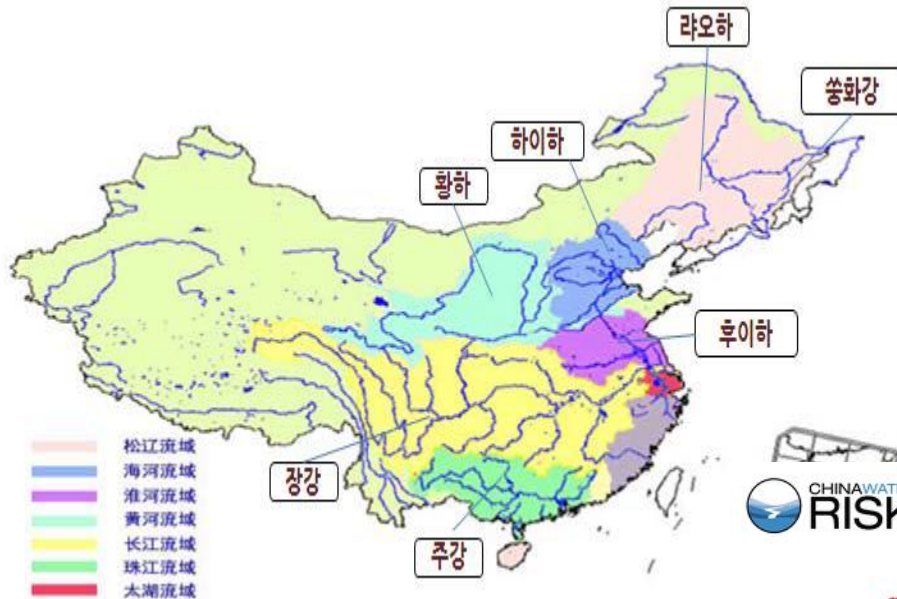 랴오하
쑹화강
하이하
황하
후이하
장강
주강
松辽流域
海河流域
淮河流域
黄河流域
长江流域
珠江流域
太湖流域
CHINAWAT
RISK